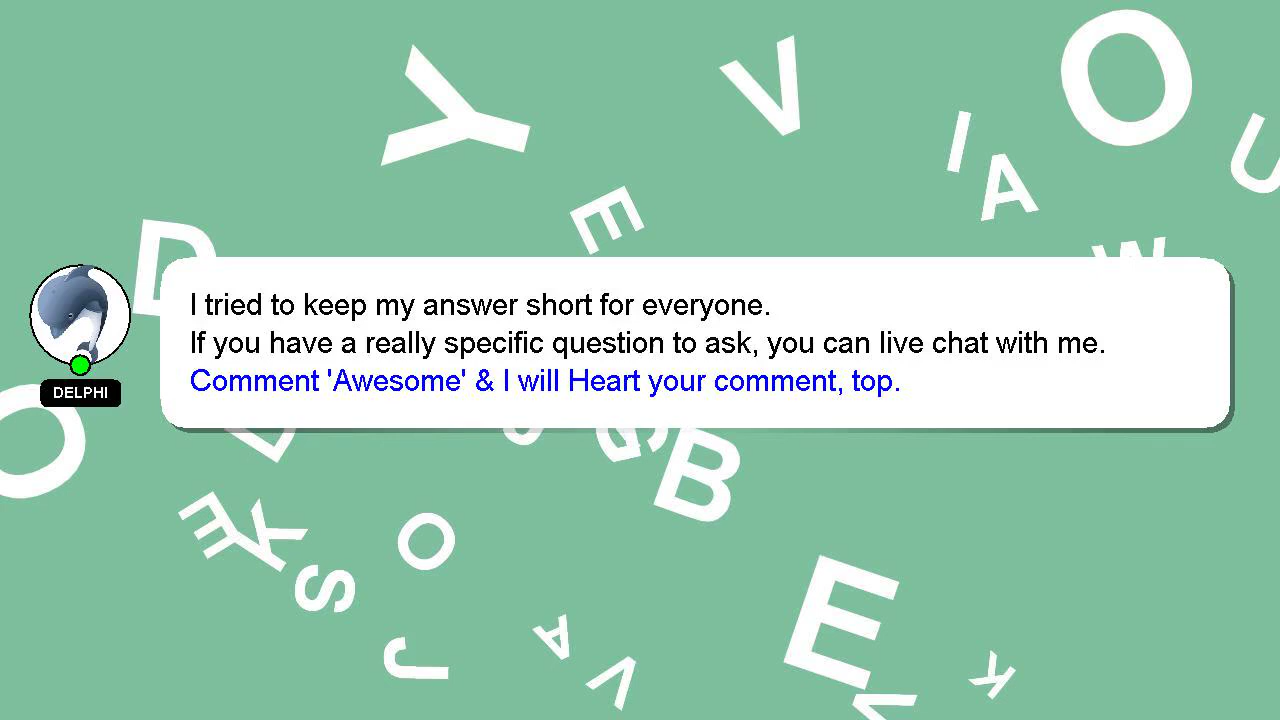 Y
V
O
I
A
U
E
D
W
I tried to keep my answer short for everyone.
If you have a really specific question to ask, you can live chat with me.
Comment 'Awesome' & I will Heart your comment, top.
DELPHI
O
G
B
E
K
O
S
E
A
J
V
K
V